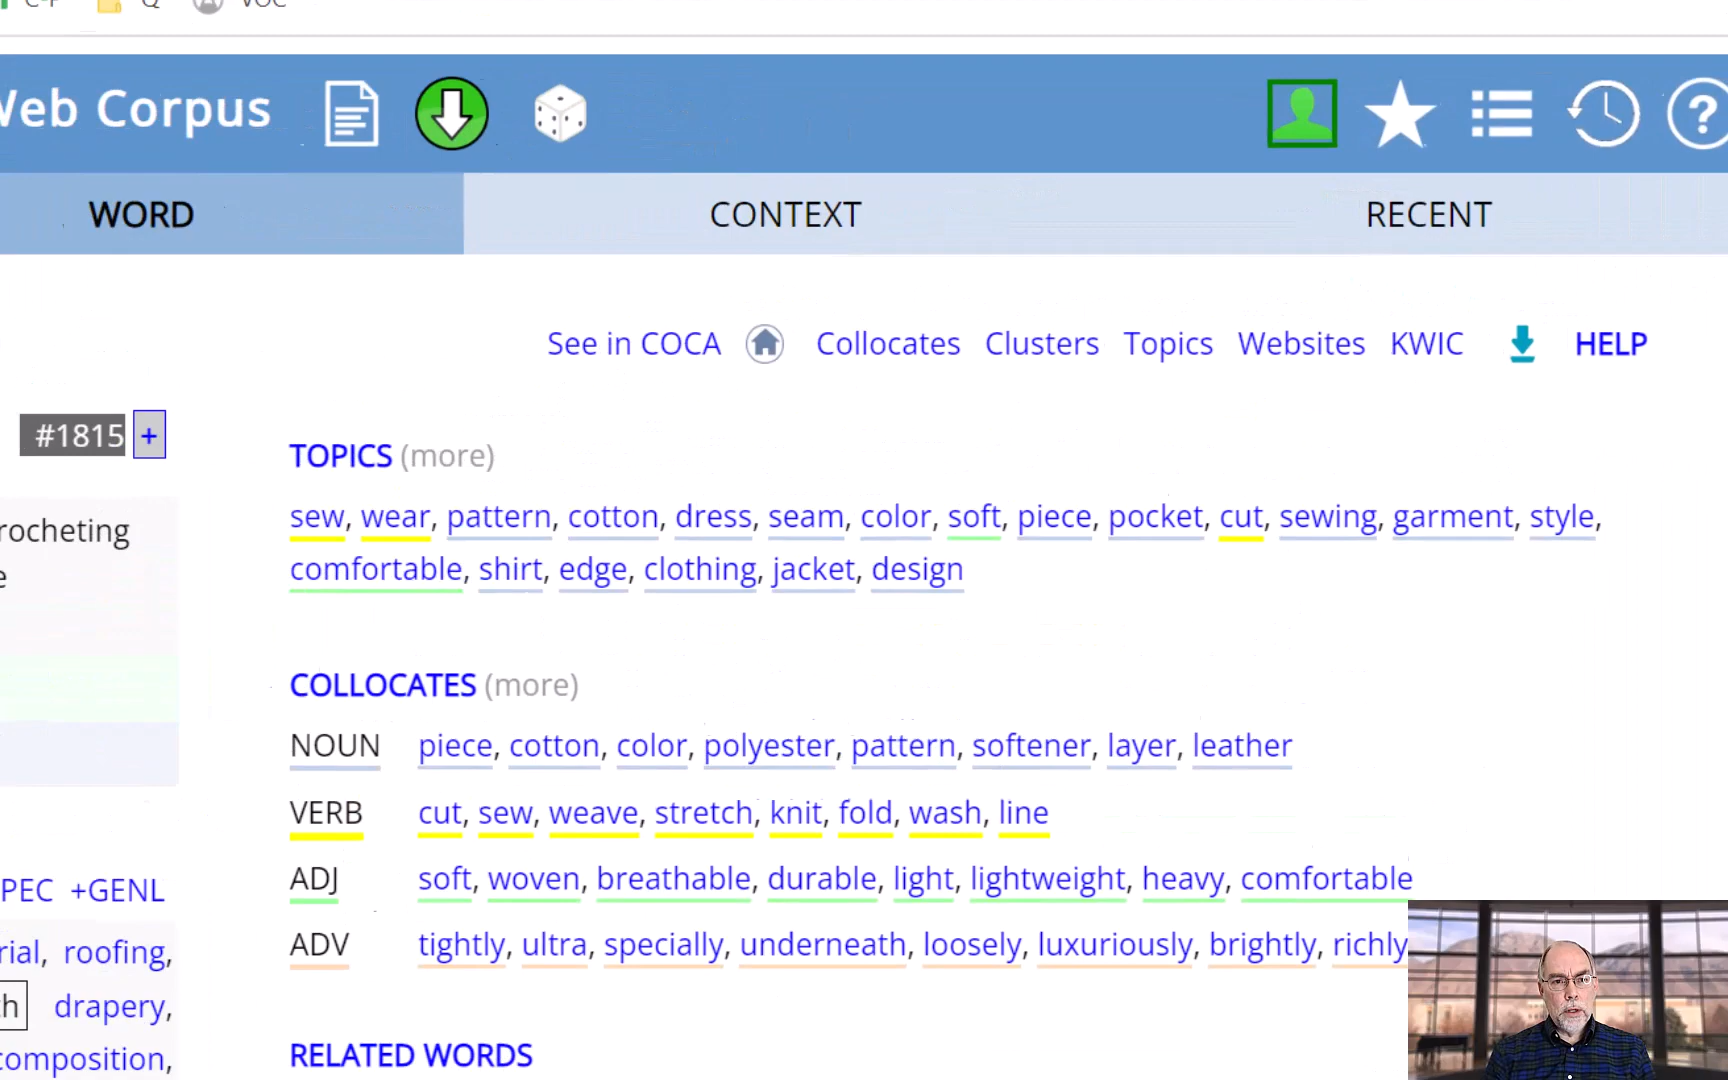 Web Corpus
WORD CONTEXT RECENT
See in COCA Collocates Clusters Topics Websites KWIC HELP
#1815 +
TOPICS (more)
sew, wear, pattern, cotton, dress, seam, color, soft, piece, pocket, cut, sewing, garment, style,
rocheting
comfortable, shirt, edge, clothing, jacket, design
e
COLLOCATES (more)
NOUN piece, cotton, color, polyester, pattern, softener, layer, leather
VERB cut, sew, weave, stretch, knit, fold, wash, line
ADJ soft, woven, breathable, durable, light, lightweight, heavy, comfortable
PEC +GENL
ADV tightly, ultra, specially, underneath, loosely, luxuriously, brightly, richly
rial, roofing,
h drapery,
composition,
RELATED WORDS